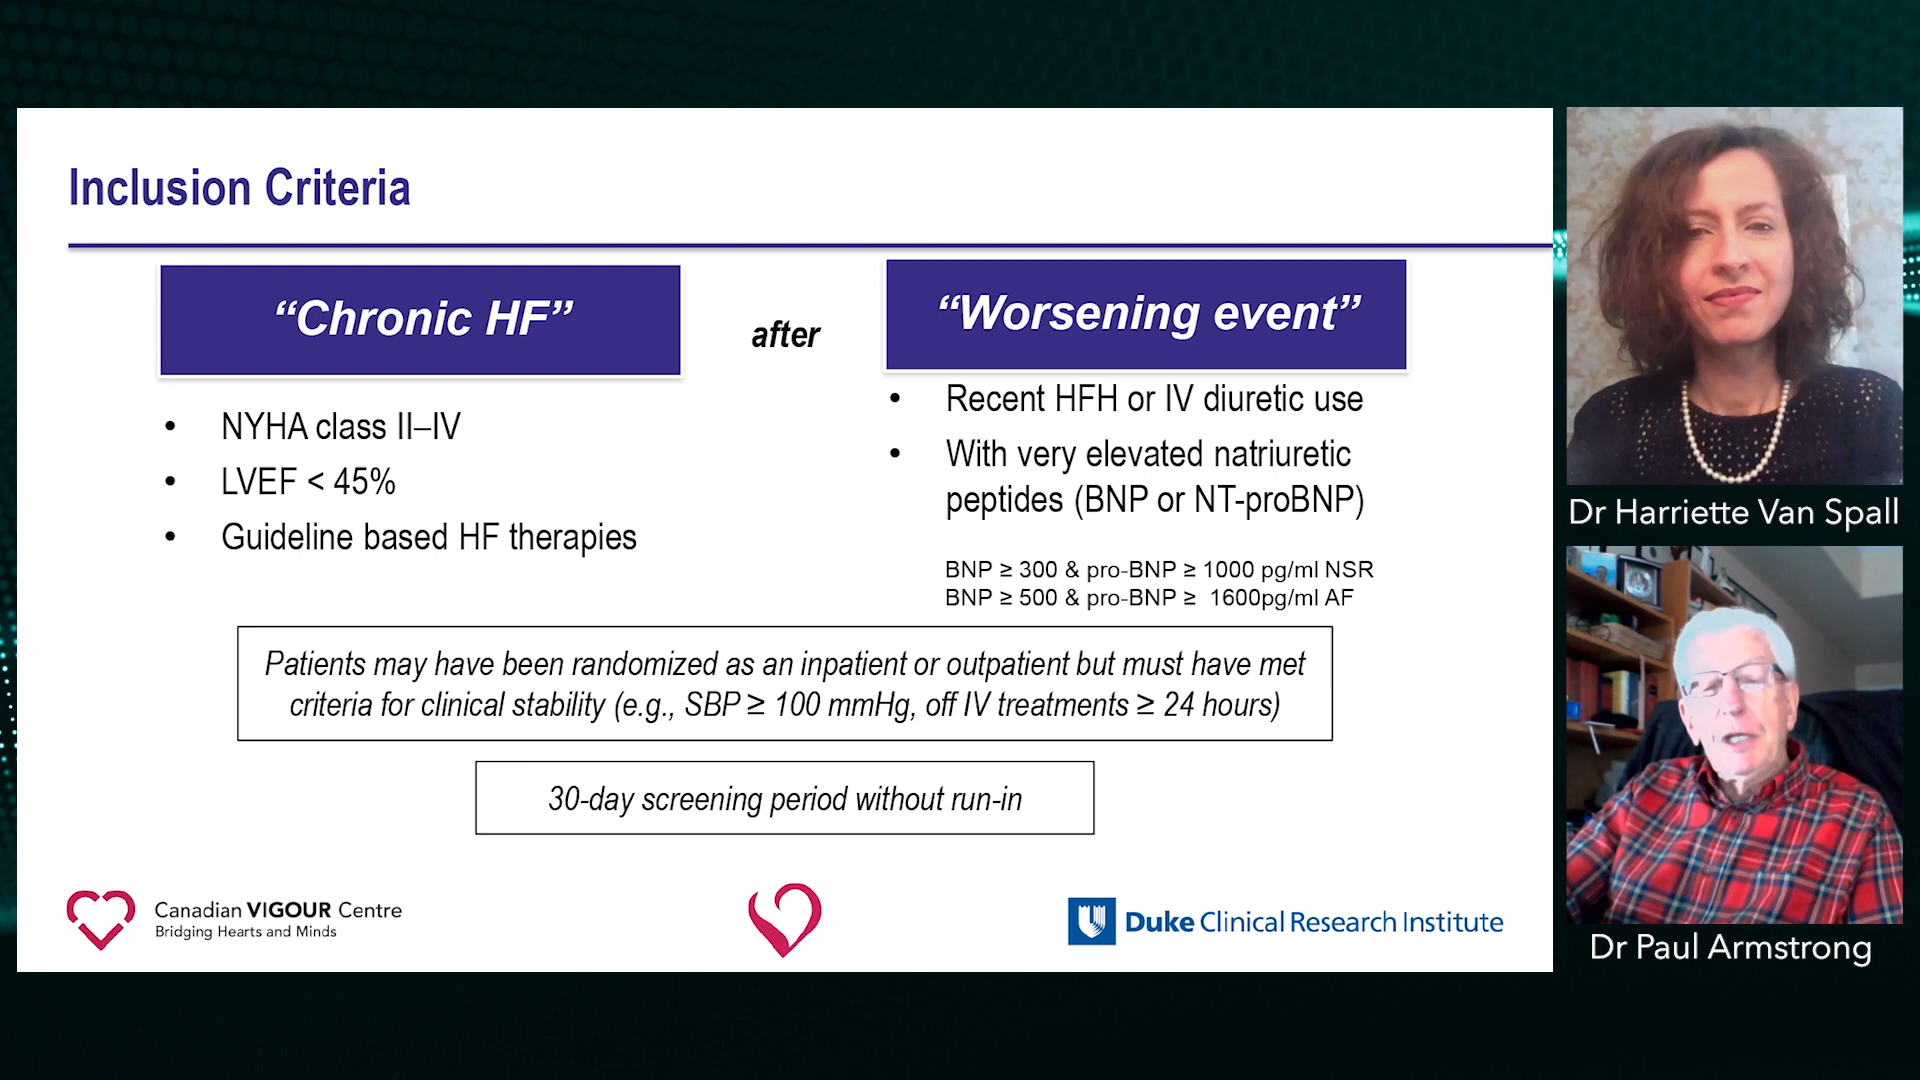 Inclusion Criteria
“Chronic HF”
after
“Worsening event”
• NYHA class II–IV
• LVEF < 45%
• Guideline based HF therapies
• Recent HFH or IV diuretic use
• With very elevated natriuretic
peptides (BNP or NT-proBNP)
BNP ≥ 300 & pro-BNP ≥ 1000 pg/ml NSR
BNP ≥ 500 & pro-BNP ≥ 1600pg/ml AF
Patients may have been randomized as an inpatient or outpatient but must have met
criteria for clinical stability (e.g., SBP ≥ 100 mmHg, off IV treatments ≥ 24 hours)
30-day screening period without run-in
Canadian VIGOUR Centre
Bridging Hearts and Minds
Duke Clinical Research Institute
Dr Harriette Van Spall
Dr Paul Armstrong